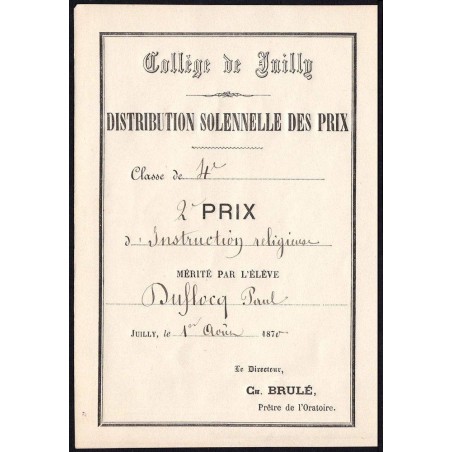 Collège de Juilly
DISTRIBUTION SOLENNELLE DES PRIX
Classe de 4e
2e PRIX
d'Instruction religieuse
MÉRITÉ PAR L'ÉLÈVE
Duflocq Paul
JUILLY, le 1er Août 1870
Le Directeur,
CH. BRULÉ,
Prêtre de l'Oratoire.